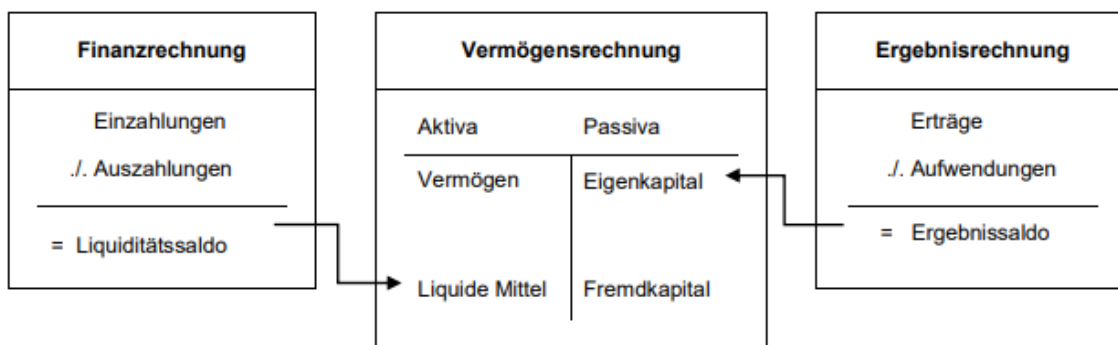 Finanzrechnung
Einzahlungen
./. Auszahlungen
= Liquiditätssaldo
Vermögensrechnung
Aktiva Passiva
Vermögen Eigenkapital
Liquide Mittel Fremdkapital
Ergebnisrechnung
Erträge
./. Aufwendungen
= Ergebnissaldo